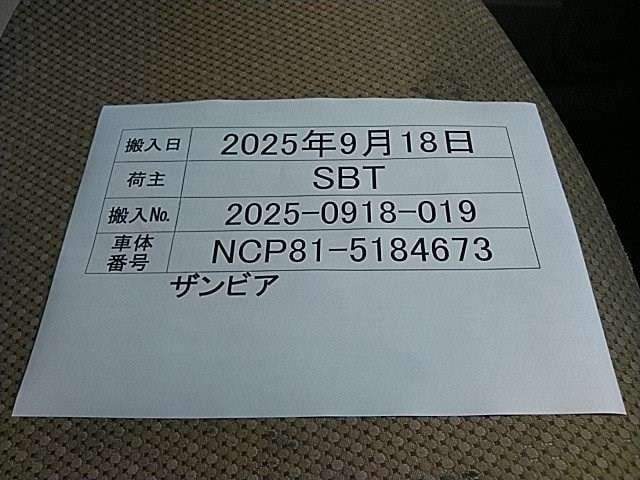 搬入日 2025年9月18日
荷主 SBT
搬入No. 2025-0918-019
車体番号 NCP81-5184673
ザンビア